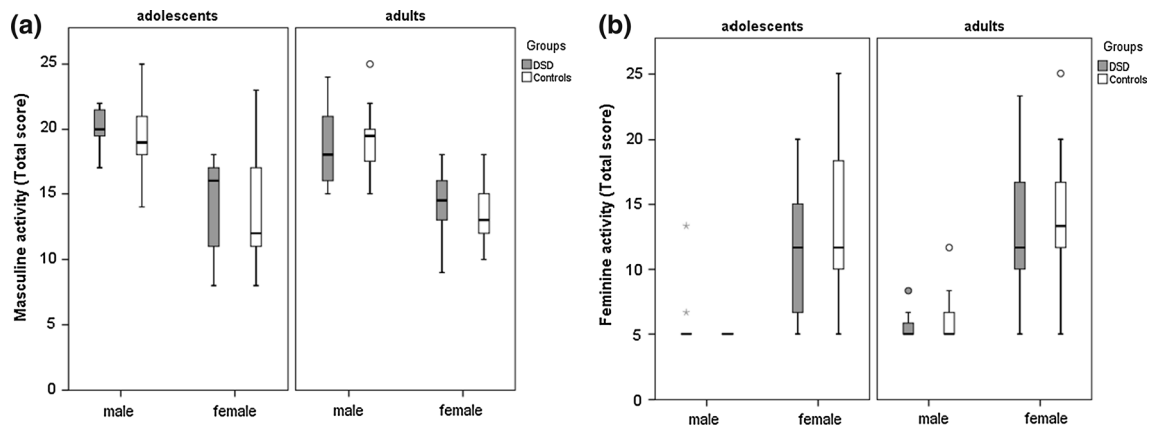 (a)
adolescents
adults
Groups
DSD
Controls
Masculine activity (Total score)
25
20
15
10
5
0
male
female
male
female
(b)
adolescents
adults
Groups
DSD
Controls
Feminine activity (Total score)
25
20
15
10
5
0
male
female
male
female